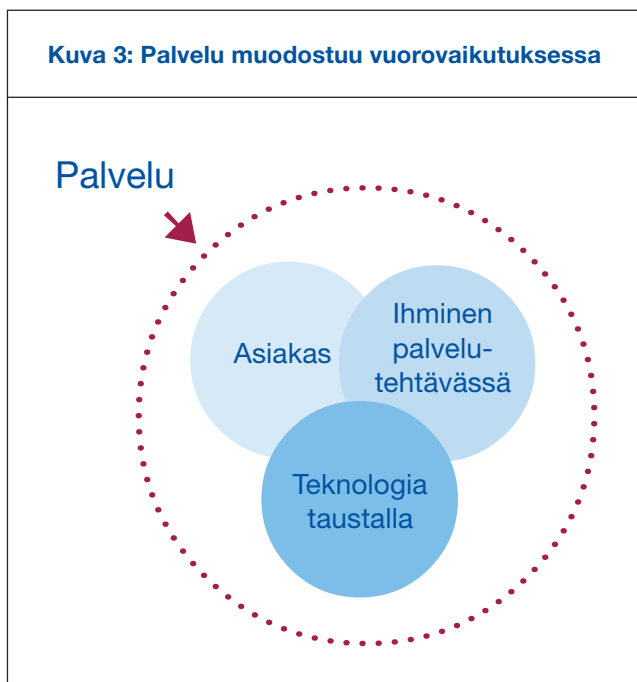 Kuva 3: Palvelu muodostuu vuorovaikutuksessa
Palvelu
Asiakas
Ihminen
palvelu-
tehtävässä
Teknologia
taustalla